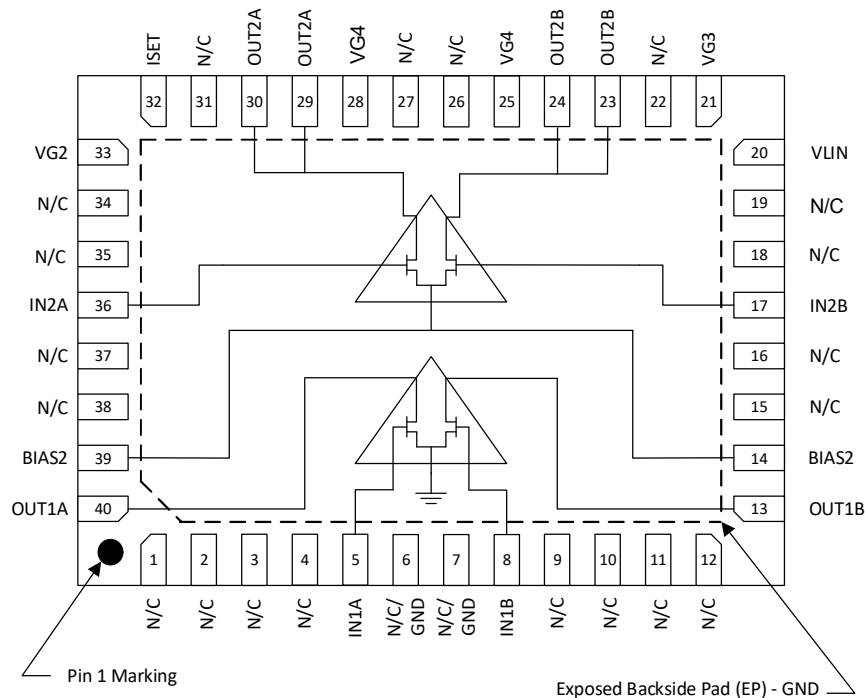 ISET
N/C
OUT2A
OUT2A
VG4
N/C
N/C
VG4
OUT2B
OUT2B
N/C
VG3
32
31
30
29
28
27
26
25
24
23
22
21
VG2
33
20
VLIN
N/C
34
19
N/C
N/C
35
18
N/C
IN2A
36
17
IN2B
N/C
37
16
N/C
N/C
38
15
N/C
BIAS2
39
14
BIAS2
OUT1A
40
13
OUT1B
1
2
3
4
5
6
7
8
9
10
11
12
N/C
N/C
N/C
N/C
IN1A
N/C/
GND
N/C/
GND
IN1B
N/C
N/C
N/C
N/C
Pin 1 Marking
Exposed Backside Pad (EP) - GND